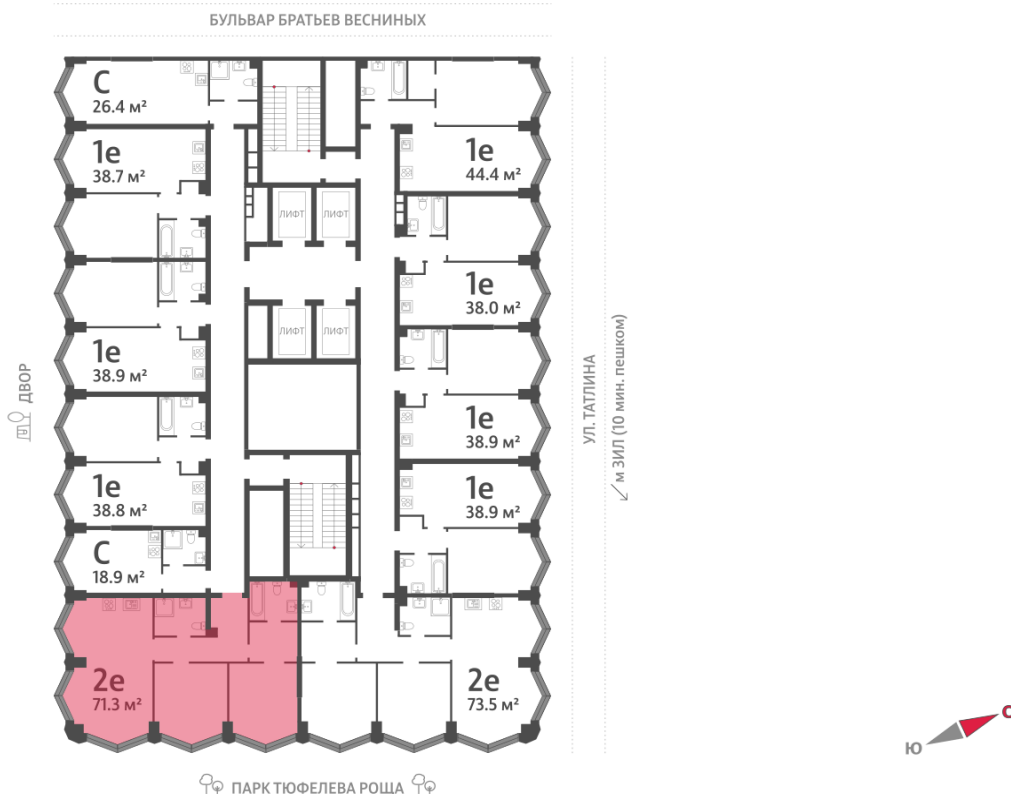 БУЛЬВАР БРАТЬЕВ ВЕСНИНЫХ
С
26.4 м²
1е
38.7 м²
1е
44.4 м²
ЛИФТ
ЛИФТ
1е
38.0 м²
ЛИФТ
ЛИФТ
1е
38.9 м²
1е
38.9 м²
1е
38.8 м²
1е
38.9 м²
С
18.9 м²
2е
71.3 м²
2е
73.5 м²
ДВОР
УЛ. ТАТЛИНА
м ЗИЛ (10 мин. пешком)
ПАРК ТЮФЕЛЕВА РОЩА
С
Ю